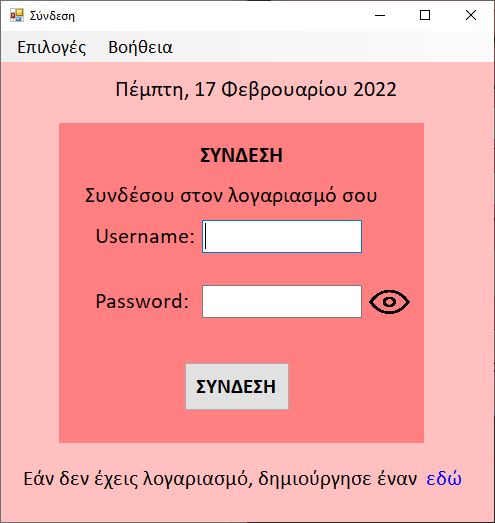 Σύνδεση
Επιλογές Βοήθεια
Πέμπτη, 17 Φεβρουαρίου 2022
ΣΥΝΔΕΣΗ
Συνδέσου στον λογαριασμό σου
Username:
Password:
ΣΥΝΔΕΣΗ
Εάν δεν έχεις λογαριασμό, δημιούργησε έναν εδώ